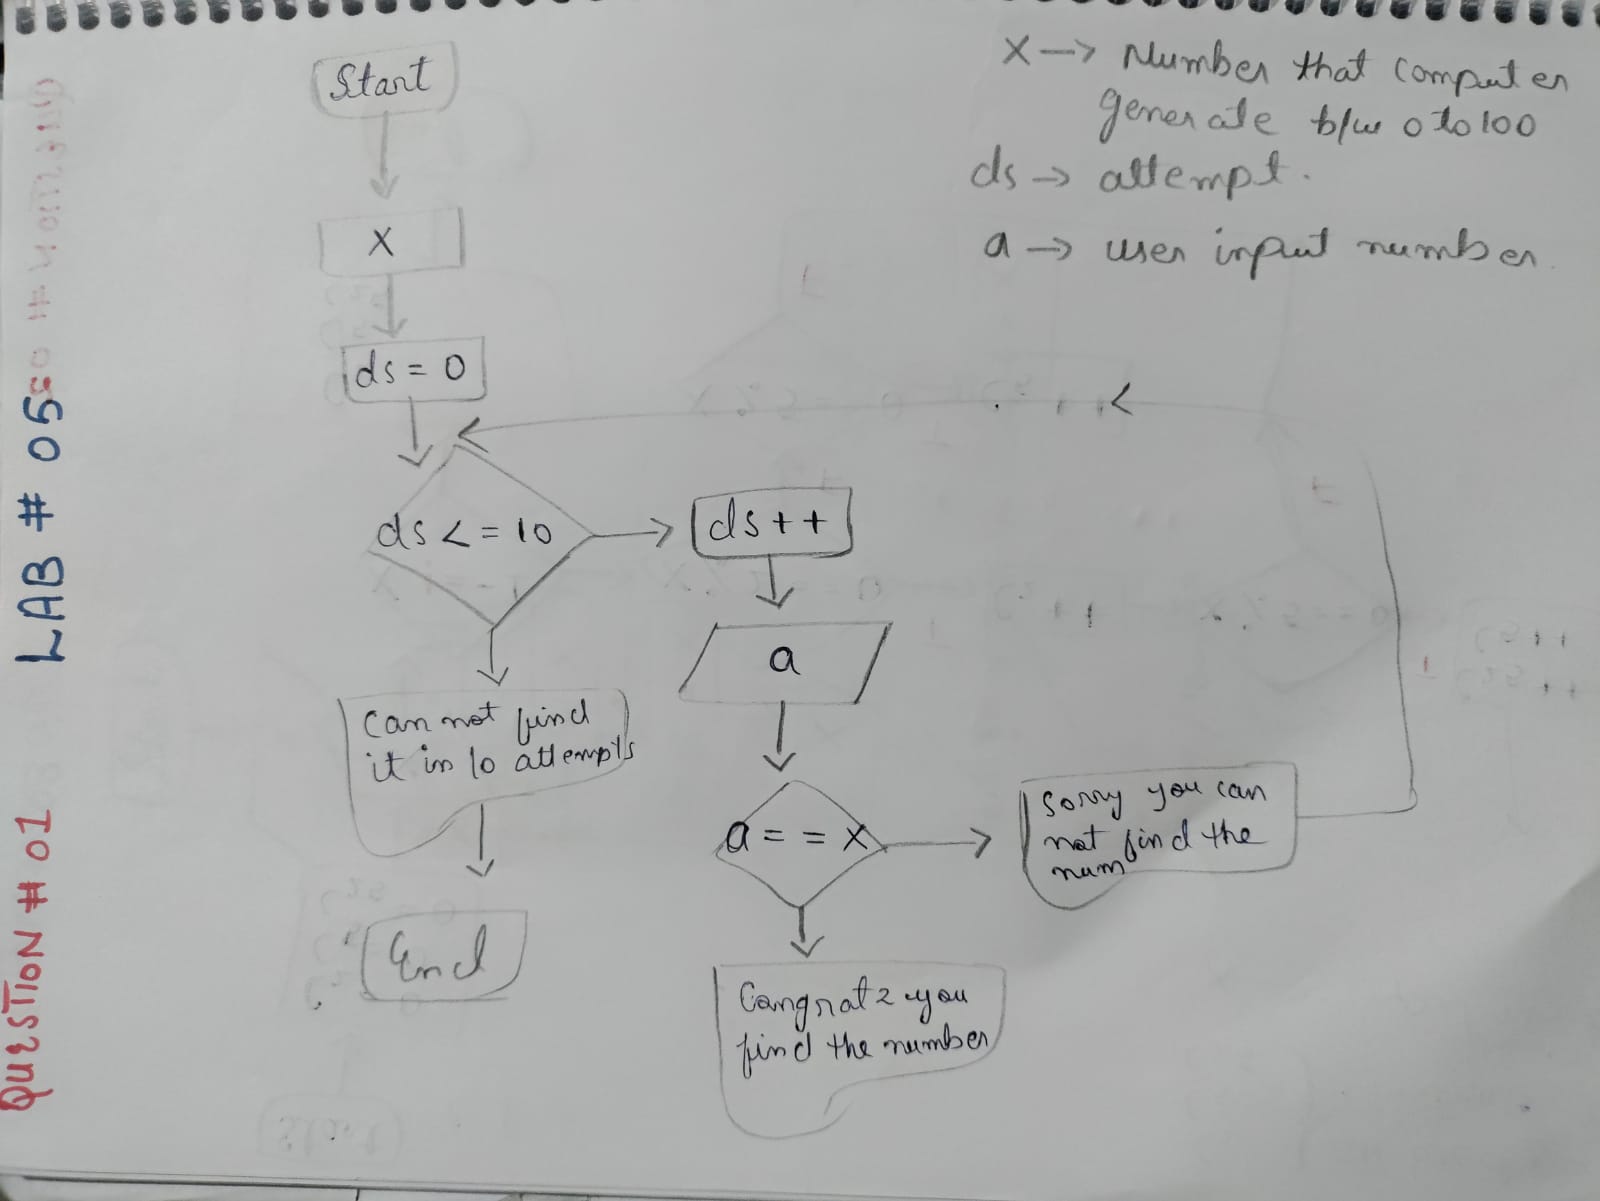 LAB # 05
QUESTION # 01
Start
X → Number that computer
generate b/w 0 to 100
ds → attempt.
a → user input number
X
ds = 0
ds < = 10
ds + +
a
Can not find
it in 10 attempts
a = = X
Sorry you can
not find the
num
End
Congratz you
find the number